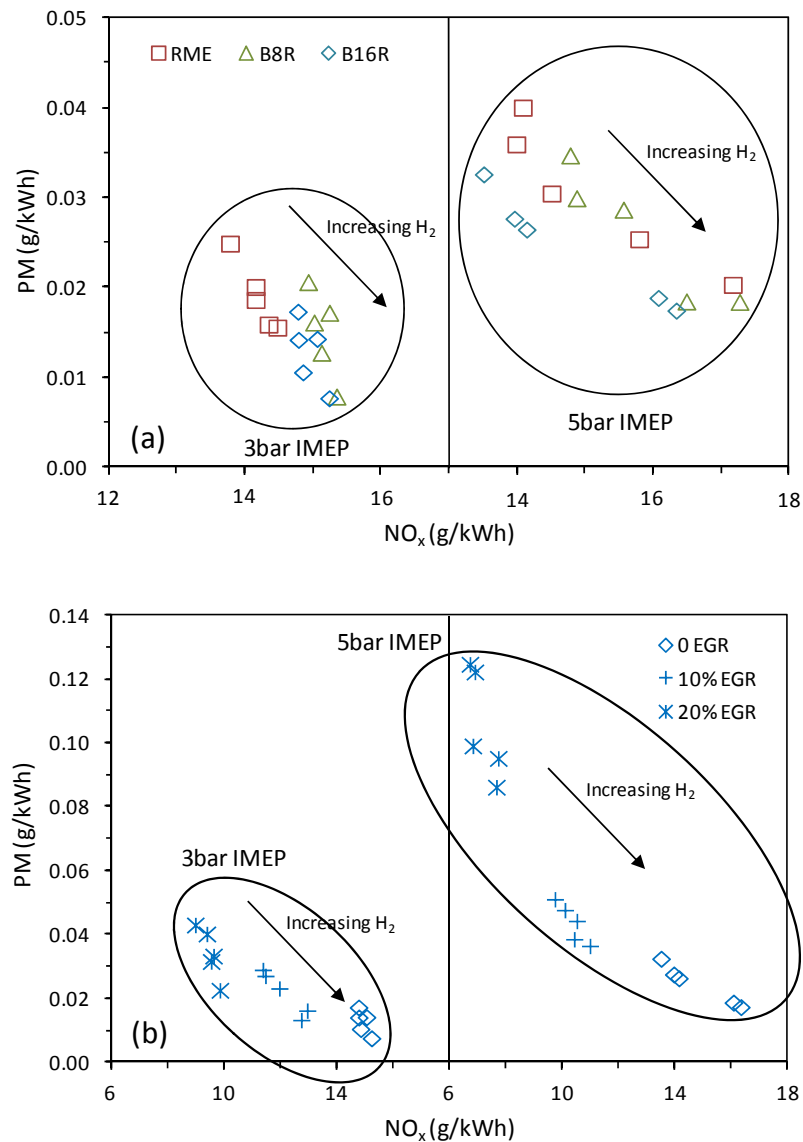 0.05
RME B8R B16R
0.04
Increasing H₂
0.03
PM (g/kWh)
Increasing H₂
0.02
0.01
(a)
5bar IMEP
3bar IMEP
0.00
12 14 16 14 16 18
NOₓ (g/kWh)
0.14
5bar IMEP
0 EGR
0.12
10% EGR
20% EGR
0.10
0.08
Increasing H₂
PM (g/kWh)
0.06
3bar IMEP
0.04
Increasing H₂
0.02
(b)
0.00
6 10 14 6 10 14 18
NOₓ (g/kWh)